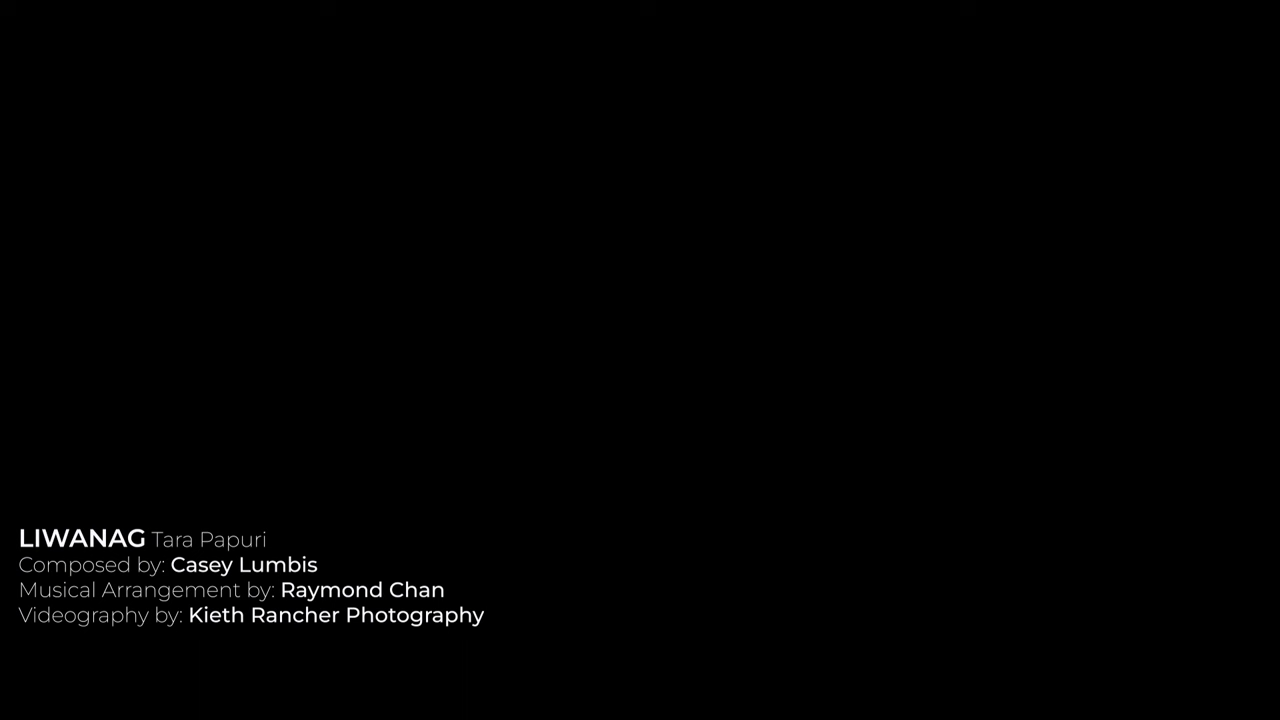 LIWANAG Tara Papuri
Composed by: Casey Lumbis
Musical Arrangement by: Raymond Chan
Videography by: Kieth Rancher Photography